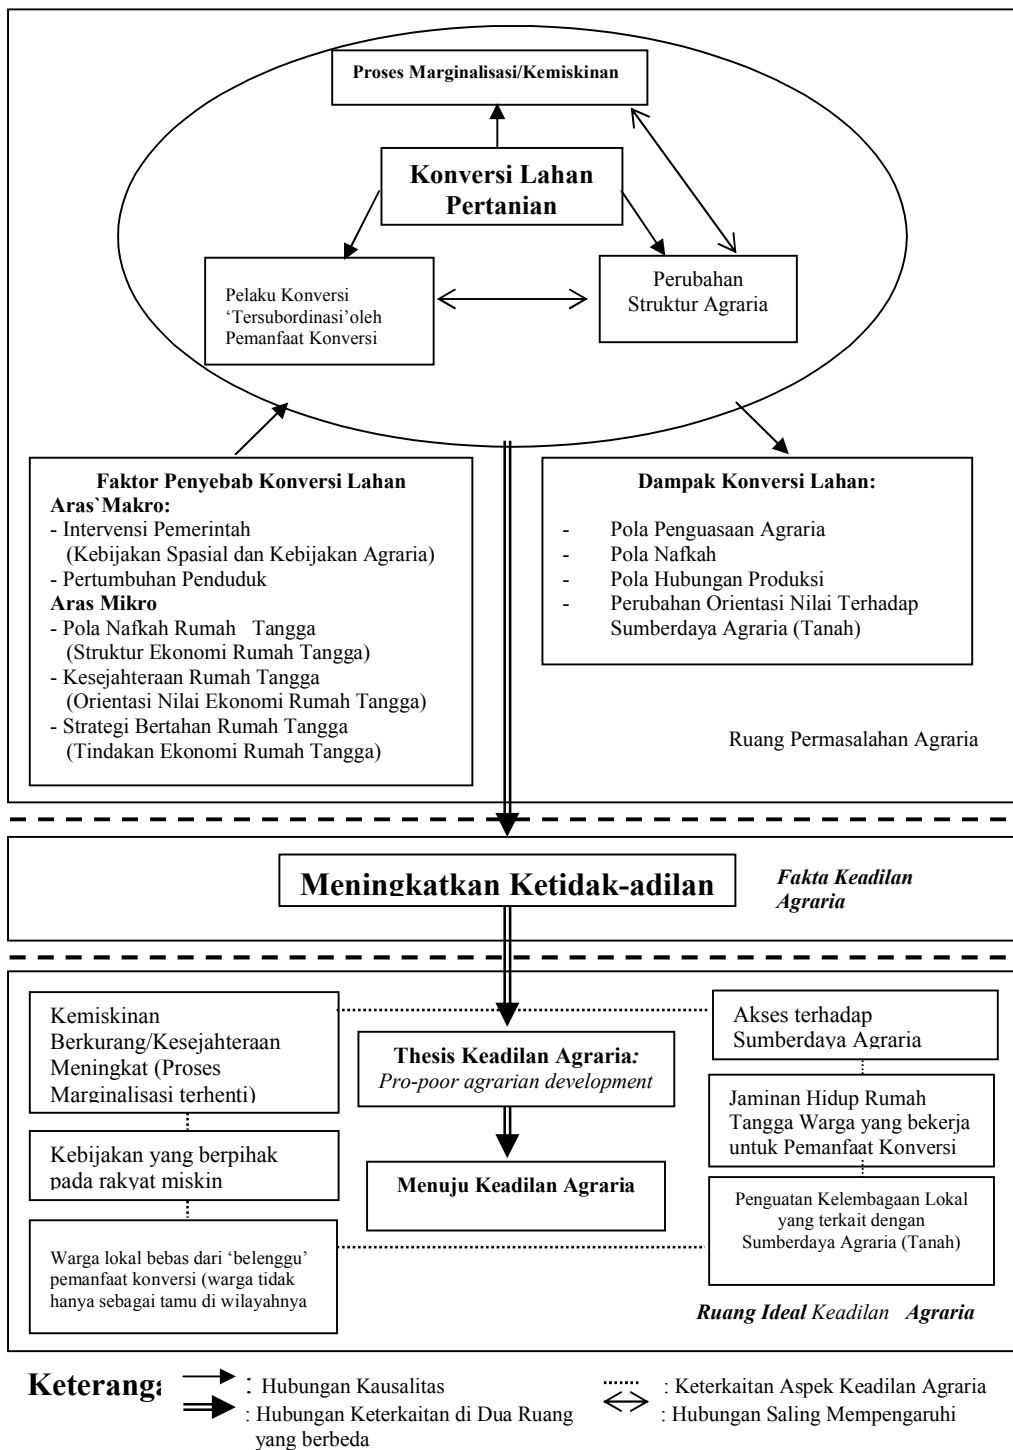 Proses Marginalisasi/Kemiskinan
Konversi Lahan
Pertanian
Pelaku Konversi
‘Tersubordinasi’oleh
Pemanfaat Konversi
Perubahan
Struktur Agraria
Faktor Penyebab Konversi Lahan
Aras`Makro:
- Intervensi Pemerintah
(Kebijakan Spasial dan Kebijakan Agraria)
- Pertumbuhan Penduduk
Aras Mikro
- Pola Nafkah Rumah Tangga
(Struktur Ekonomi Rumah Tangga)
- Kesejahteraan Rumah Tangga
(Orientasi Nilai Ekonomi Rumah Tangga)
- Strategi Bertahan Rumah Tangga
(Tindakan Ekonomi Rumah Tangga)
Dampak Konversi Lahan:
- Pola Penguasaan Agraria
- Pola Nafkah
- Pola Hubungan Produksi
- Perubahan Orientasi Nilai Terhadap
Sumberdaya Agraria (Tanah)
Ruang Permasalahan Agraria
Meningkatkan Ketidak-adilan
Fakta Keadilan
Agraria
Kemiskinan
Berkurang/Kesejahteraan
Meningkat (Proses
Marginalisasi terhenti)
Kebijakan yang berpihak
pada rakyat miskin
Warga lokal bebas dari ‘belenggu’
pemanfaat konversi (warga tidak
hanya sebagai tamu di wilayahnya
Thesis Keadilan Agraria:
Pro-poor agrarian development
Menuju Keadilan Agraria
Akses terhadap
Sumberdaya Agraria
Jaminan Hidup Rumah
Tangga Warga yang bekerja
untuk Pemanfaat Konversi
Penguatan Kelembagaan Lokal
yang terkait dengan
Sumberdaya Agraria (Tanah)
Ruang Ideal Keadilan Agraria
: Hubungan Kausalitas
: Hubungan Keterkaitan di Dua Ruang
yang berbeda
: Keterkaitan Aspek Keadilan Agraria
: Hubungan Saling Mempengaruhi